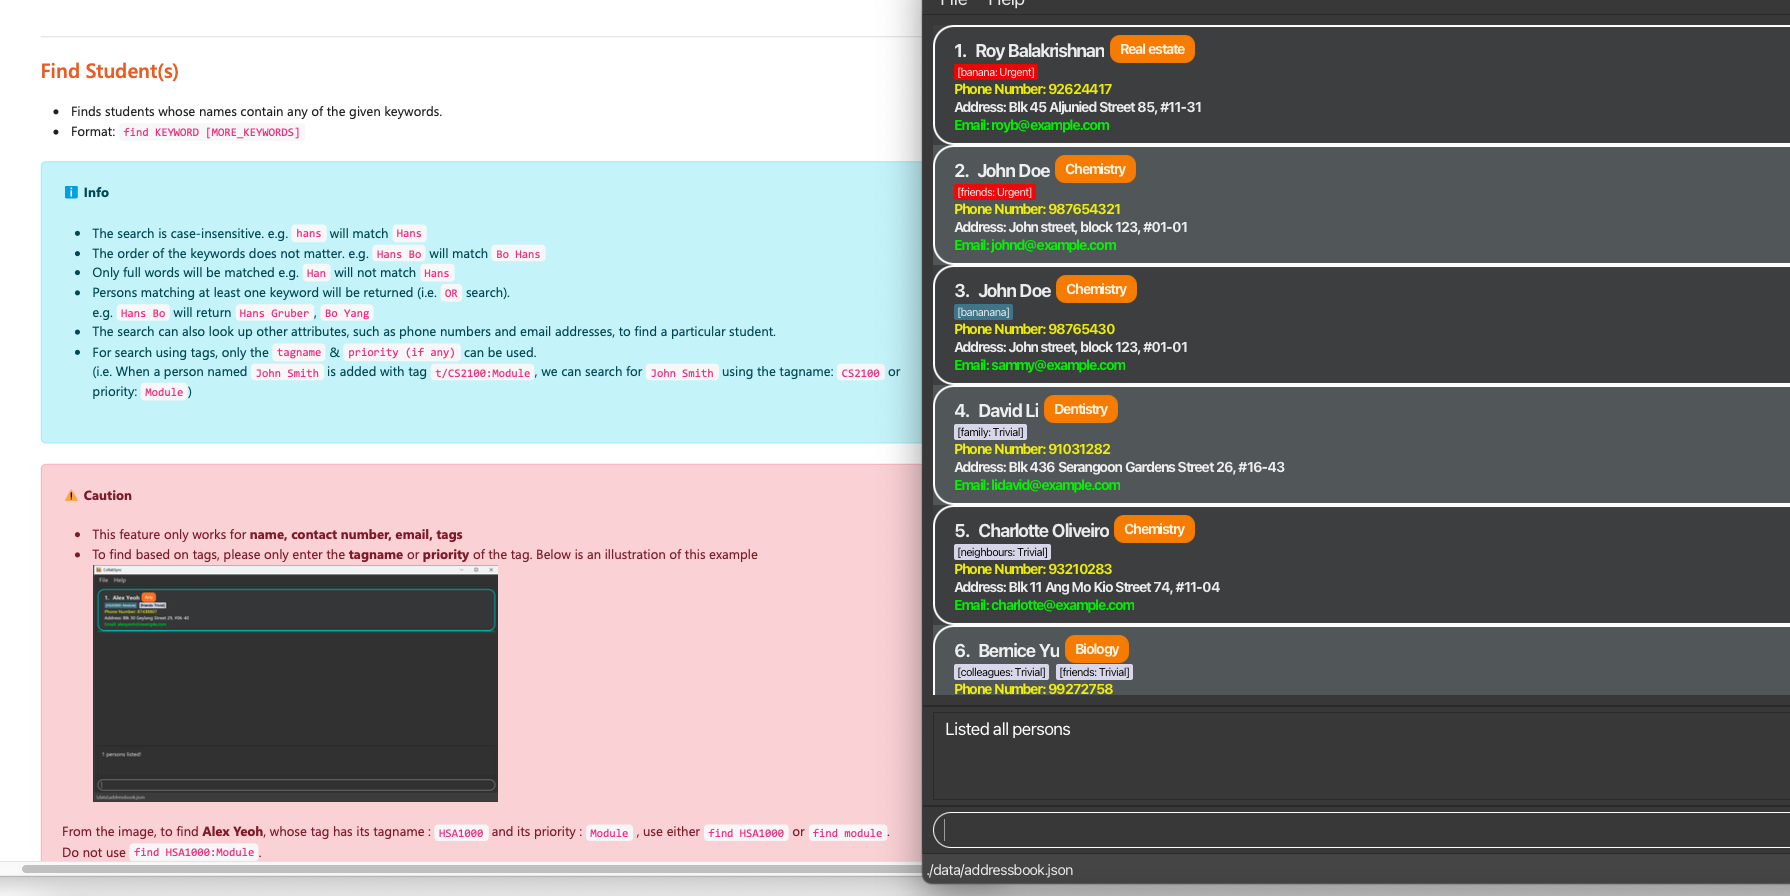 Find Student(s)
Finds students whose names contain any of the given keywords.
Format: find KEYWORD [MORE_KEYWORDS]
Info
The search is case-insensitive. e.g. hans will match Hans
The order of the keywords does not matter. e.g. Hans Bo will match Bo Hans
Only full words will be matched e.g. Han will not match Hans
Persons matching at least one keyword will be returned (i.e. OR search).
e.g. Hans Bo will return Hans Gruber , Bo Yang
The search can also look up other attributes, such as phone numbers and email addresses, to find a particular student.
For search using tags, only the tagname & priority (if any) can be used.
(i.e. When a person named John Smith is added with tag t/CS2100:Module , we can search for John Smith using the tagname: CS2100 or
priority: Module )
Caution
This feature only works for name, contact number, email, tags
To find based on tags, please only enter the tagname or priority of the tag. Below is an illustration of this example
File Help
1. Alex Yeoh
1 persons listed!
From the image, to find Alex Yeoh, whose tag has its tagname : HSA1000 and its priority : Module , use either find HSA1000 or find module .
Do not use find HSA1000:Module .
File Help
1. Roy Balakrishnan Real estate
[banana: Urgent]
Phone Number: 92624417
Address: Blk 45 Aljunied Street 85, #11-31
Email: royb@example.com
2. John Doe Chemistry
[friends: Urgent]
Phone Number: 987654321
Address: John street, block 123, #01-01
Email: johnd@example.com
3. John Doe Chemistry
[bananana]
Phone Number: 98765430
Address: John street, block 123, #01-01
Email: sammy@example.com
4. David Li Dentistry
[family: Trivial]
Phone Number: 91031282
Address: Blk 436 Serangoon Gardens Street 26, #16-43
Email: lidavid@example.com
5. Charlotte Oliveiro Chemistry
[neighbours: Trivial]
Phone Number: 93210283
Address: Blk 11 Ang Mo Kio Street 74, #11-04
Email: charlotte@example.com
6. Bernice Yu Biology
[colleagues: Trivial] [friends: Trivial]
Phone Number: 99272758
Listed all persons
./data/addressbook.json